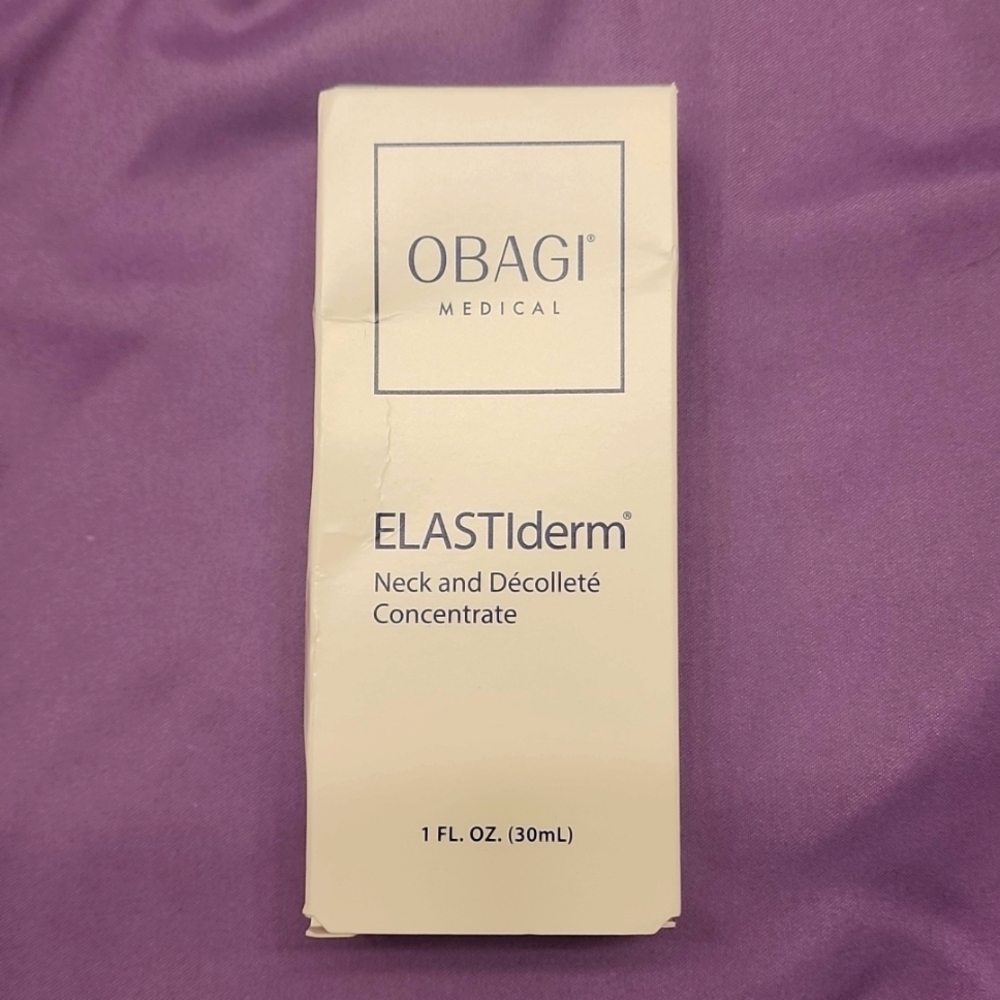 OBAGI®
MEDICAL
ELASTIderm®
Neck and Décolleté
Concentrate
1 FL. OZ. (30mL)